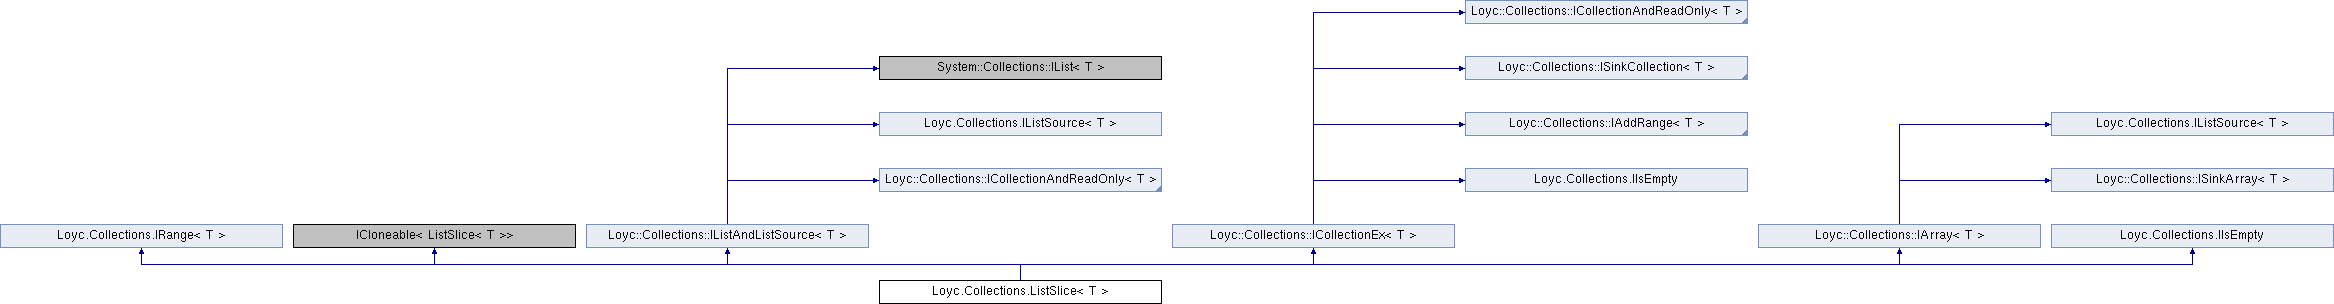 Loyc::Collections::ICollectionAndReadOnly< T >
System::Collections::IList< T >
Loyc::Collections::ISinkCollection< T >
Loyc.Collections.IListSource< T >
Loyc::Collections::IAddRange< T >
Loyc.Collections.IListSource< T >
Loyc::Collections::ICollectionAndReadOnly< T >
Loyc.Collections.IIsEmpty
Loyc::Collections::ISinkArray< T >
Loyc.Collections.IRange< T >
ICloneable< ListSlice< T >>
Loyc::Collections::IListAndListSource< T >
Loyc::Collections::ICollectionEx< T >
Loyc::Collections::IArray< T >
Loyc.Collections.IIsEmpty
Loyc.Collections.ListSlice< T >